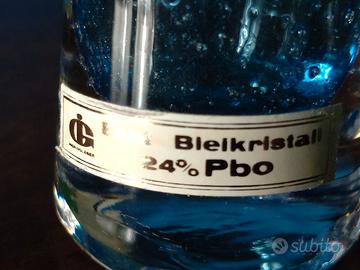 Bleikristall
24% Pbo
subito